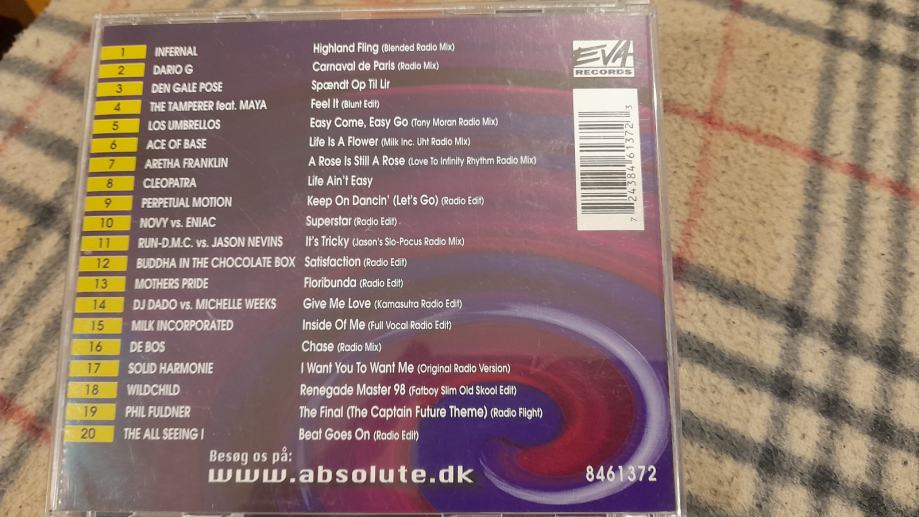 1 INFERNAL Highland Fling (Blended Radio Mix)
2 DARIO G Carnaval de Paris (Radio Mix)
3 DEN GALE POSE Spændt Op Til Lir
4 THE TAMPERER feat. MAYA Feel It (Blunt Edit)
5 LOS UMBRELLOS Easy Come, Easy Go (Tony Moran Radio Mix)
6 ACE OF BASE Life Is A Flower (Milk Inc. Uht Radio Mix)
7 ARETHA FRANKLIN A Rose Is Still A Rose (Love To Infinity Rhythm Radio Mix)
8 CLEOPATRA Life Ain't Easy
9 PERPETUAL MOTION Keep On Dancin' (Let's Go) (Radio Edit)
10 NOVY vs. ENIAC Superstar (Radio Edit)
11 RUN-D.M.C. vs. JASON NEVINS It's Tricky (Jason's Slo-Pocus Radio Mix)
12 BUDDHA IN THE CHOCOLATE BOX Satisfaction (Radio Edit)
13 MOTHERS PRIDE Floribunda (Radio Edit)
14 DJ DADO vs. MICHELLE WEEKS Give Me Love (Kamasutra Radio Edit)
15 MILK INCORPORATED Inside Of Me (Full Vocal Radio Edit)
16 DE BOS Chase (Radio Mix)
17 SOLID HARMONIE I Want You To Want Me (Original Radio Version)
18 WILDCHILD Renegade Master 98 (Fatboy Slim Old Skool Edit)
19 PHIL FULDNER The Final (The Captain Future Theme) (Radio Flight)
20 THE ALL SEEING I Beat Goes On (Radio Edit)
EVA
RECORDS
7 24384 61372 3
Besøg os på:
www.absolute.dk
8461372